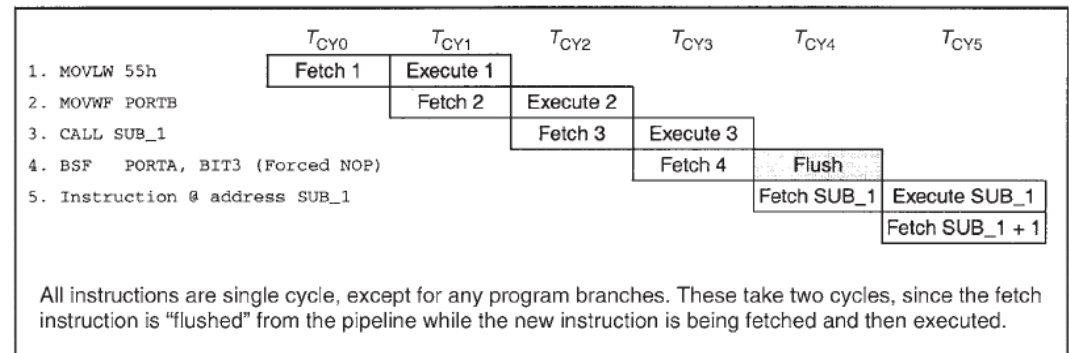 TCY0 TCY1 TCY2 TCY3 TCY4 TCY5
1. MOVLW 55h Fetch 1 Execute 1
2. MOVWF PORTB Fetch 2 Execute 2
3. CALL SUB_1 Fetch 3 Execute 3
4. BSF PORTA, BIT3 (Forced NOP) Fetch 4 Flush
5. Instruction @ address SUB_1 Fetch SUB_1 Execute SUB_1
Fetch SUB_1 + 1
All instructions are single cycle, except for any program branches. These take two cycles, since the fetch
instruction is “flushed” from the pipeline while the new instruction is being fetched and then executed.